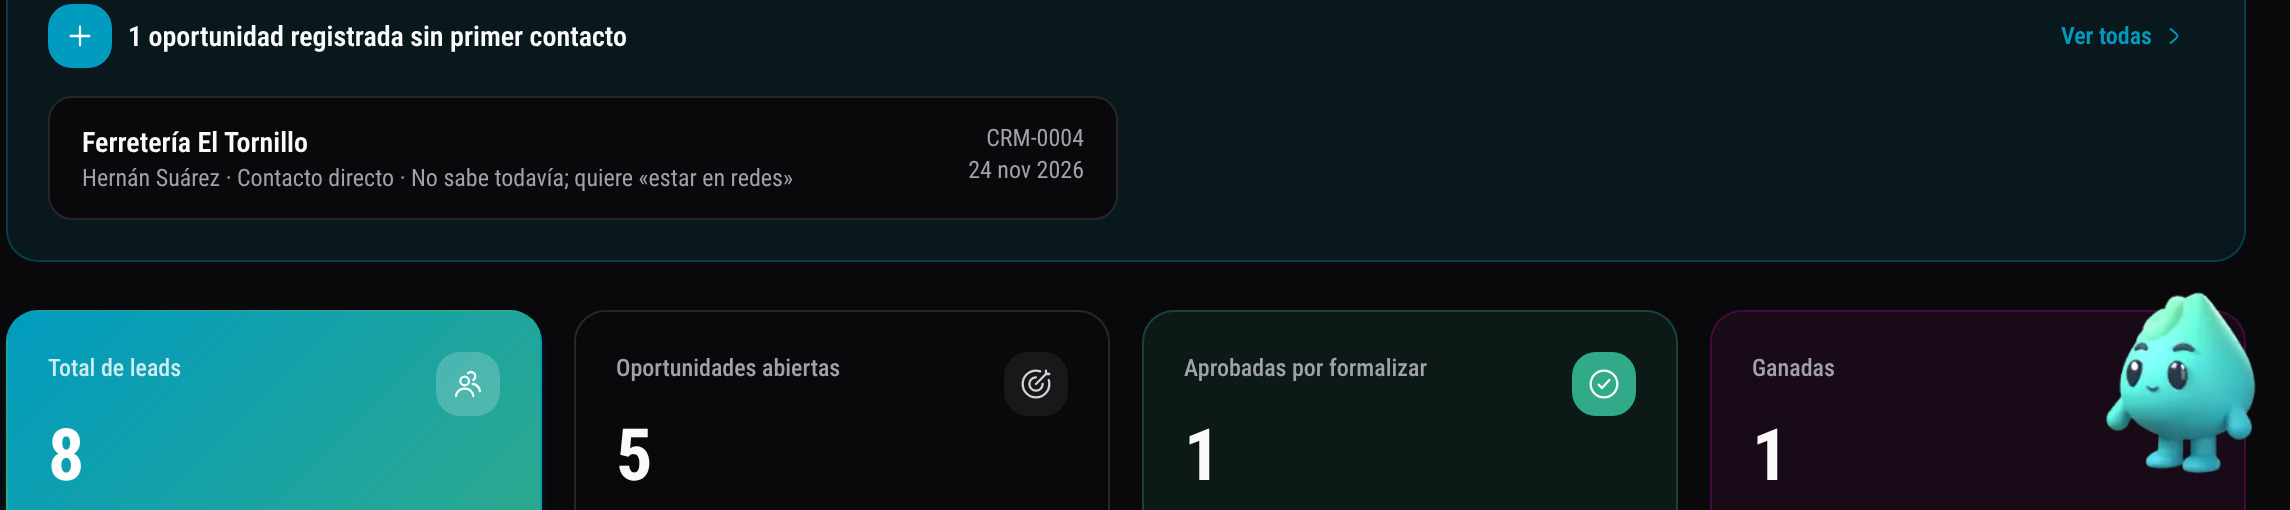 1 oportunidad registrada sin primer contacto
Ver todas
Ferretería El Tornillo
CRM-0004
Hernán Suárez · Contacto directo · No sabe todavía; quiere «estar en redes»
24 nov 2026
Total de leads
8
Oportunidades abiertas
5
Aprobadas por formalizar
1
Ganadas
1